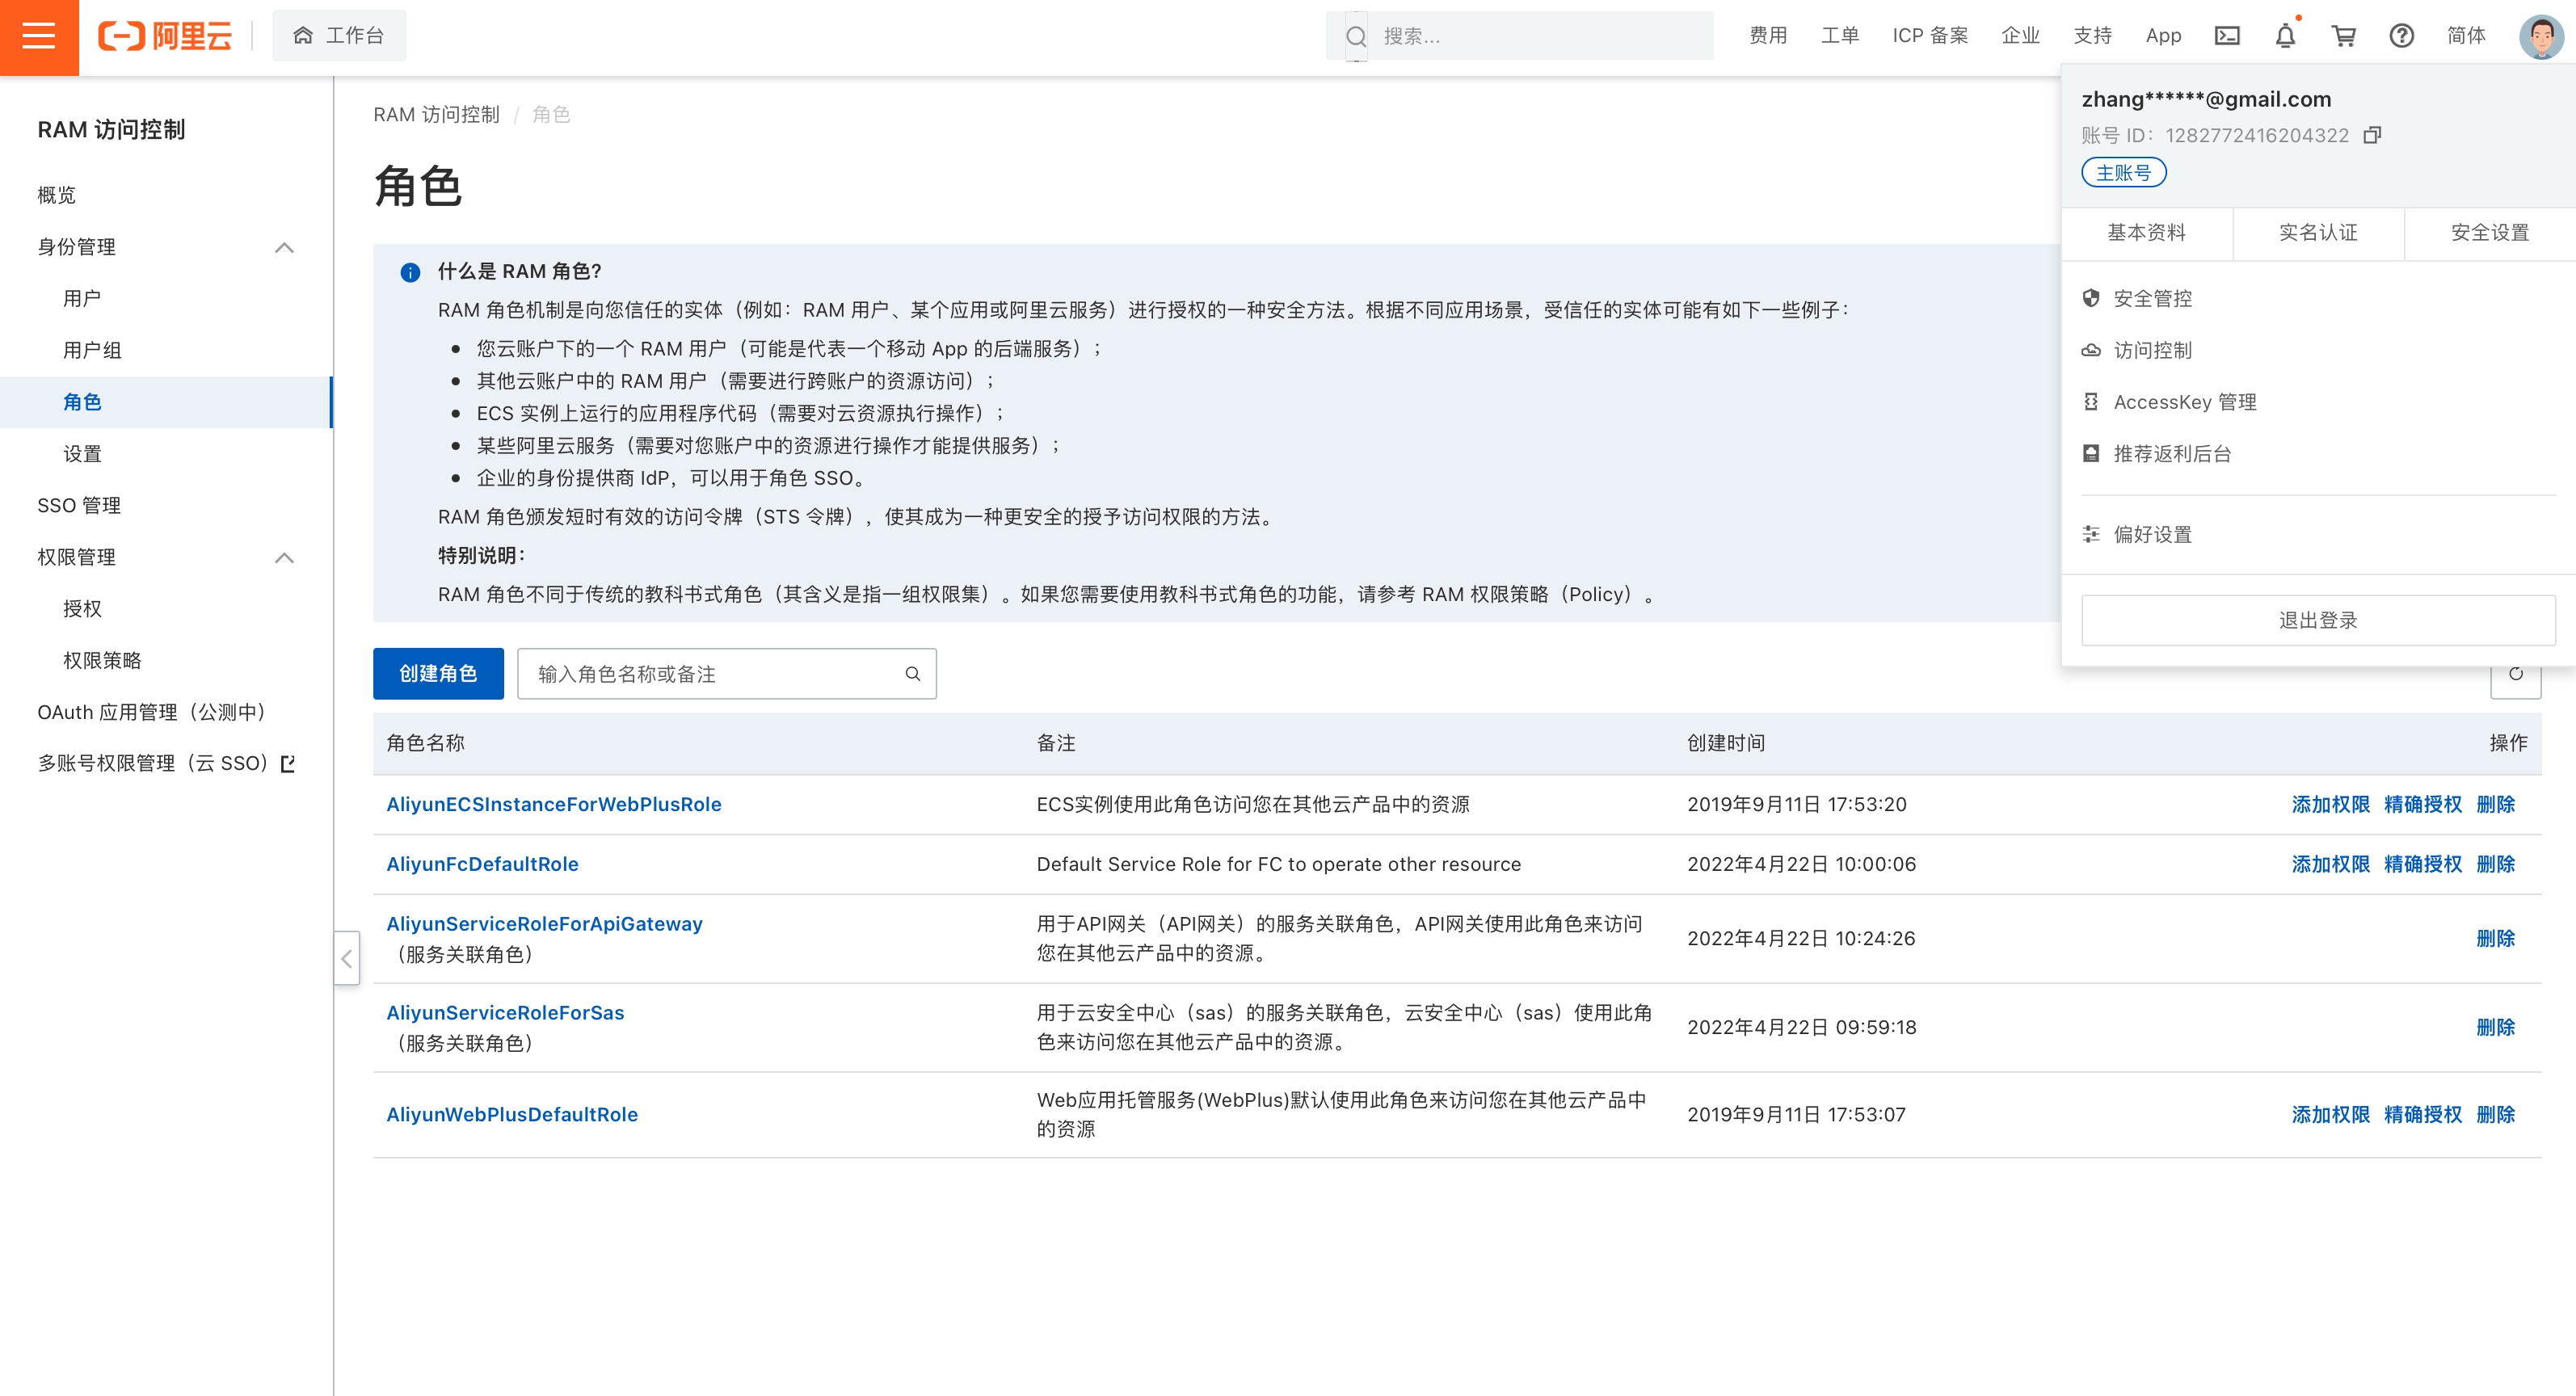 阿里云
工作台
搜索...
费用 工单 ICP 备案 企业 支持 App 简体
zhang******@gmail.com
账号 ID：1282772416204322
主账号
基本资料 实名认证 安全设置
安全管控
访问控制
AccessKey 管理
推荐返利后台
偏好设置
退出登录
RAM 访问控制
概览
身份管理
用户
用户组
角色
设置
SSO 管理
权限管理
授权
权限策略
OAuth 应用管理（公测中）
多账号权限管理（云 SSO）
RAM 访问控制 / 角色
角色
什么是 RAM 角色?
RAM 角色机制是向您信任的实体（例如：RAM 用户、某个应用或阿里云服务）进行授权的一种安全方法。根据不同应用场景，受信任的实体可能有如下一些例子：
您云账户下的一个 RAM 用户（可能是代表一个移动 App 的后端服务）；
其他云账户中的 RAM 用户（需要进行跨账户的资源访问）；
ECS 实例上运行的应用程序代码（需要对云资源执行操作）；
某些阿里云服务（需要对您账户中的资源进行操作才能提供服务）；
企业的身份提供商 IdP，可以用于角色 SSO。
RAM 角色颁发短时有效的访问令牌（STS 令牌），使其成为一种更安全的授予访问权限的方法。
特别说明：
RAM 角色不同于传统的教科书式角色（其含义是指一组权限集）。如果您需要使用教科书式角色的功能，请参考 RAM 权限策略（Policy）。
创建角色
输入角色名称或备注
角色名称 备注 创建时间 操作
AliyunECSInstanceForWebPlusRole ECS实例使用此角色访问您在其他云产品中的资源 2019年9月11日 17:53:20 添加权限 精确授权 删除
AliyunFcDefaultRole Default Service Role for FC to operate other resource 2022年4月22日 10:00:06 添加权限 精确授权 删除
AliyunServiceRoleForApiGateway
（服务关联角色）
用于API网关（API网关）的服务关联角色，API网关使用此角色来访问
您在其他云产品中的资源。
2022年4月22日 10:24:26
删除
AliyunServiceRoleForSas
（服务关联角色）
用于云安全中心（sas）的服务关联角色，云安全中心（sas）使用此角
色来访问您在其他云产品中的资源。
2022年4月22日 09:59:18
删除
AliyunWebPlusDefaultRole
Web应用托管服务(WebPlus)默认使用此角色来访问您在其他云产品中
的资源
2019年9月11日 17:53:07
添加权限 精确授权 删除